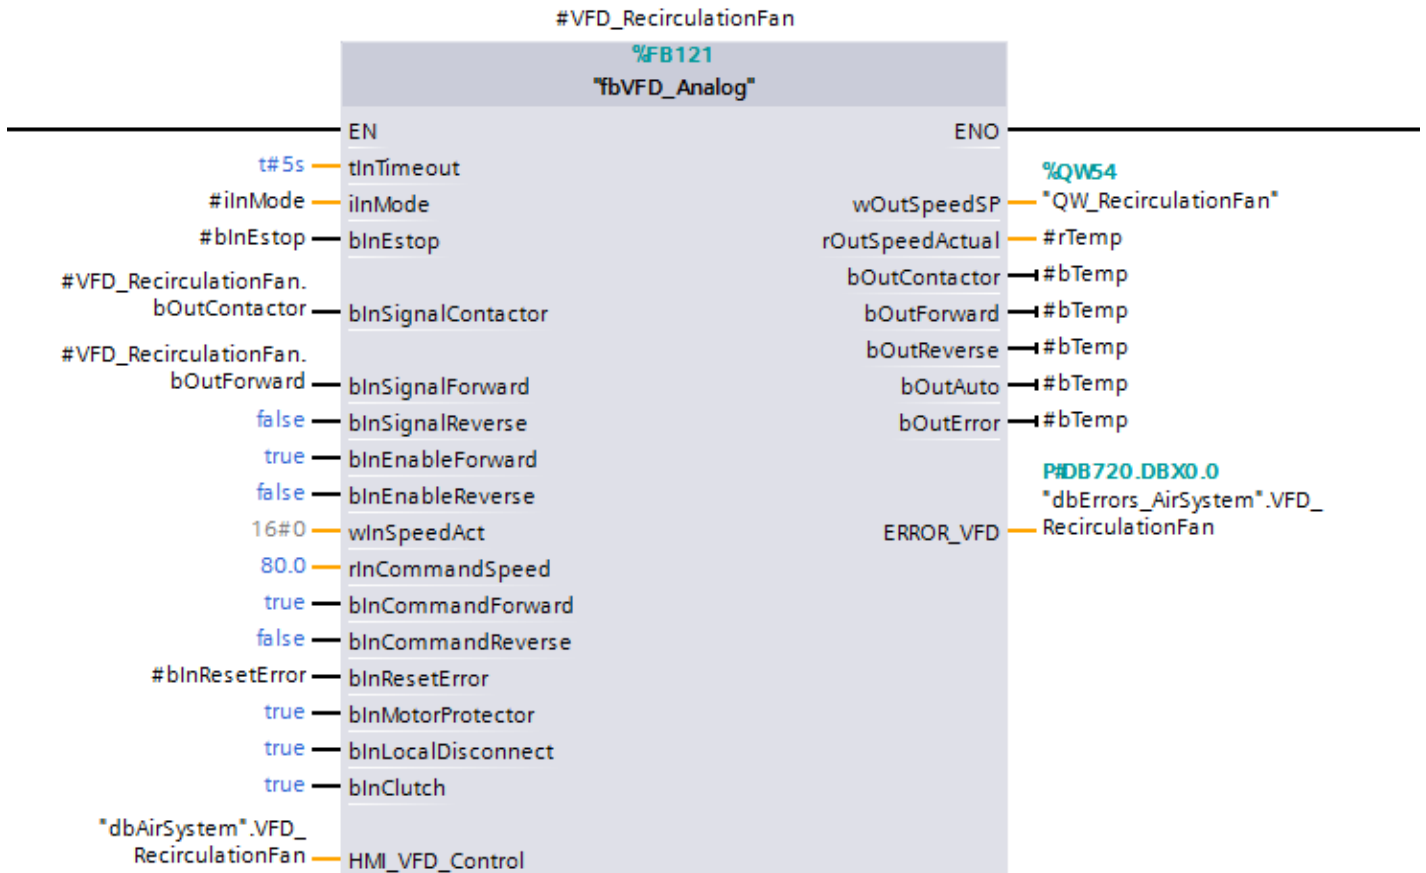 #VFD_RecirculationFan
%FB121
"fbVFD_Analog"
EN
ENO
t#5s
tInTimeout
%QW54
#iInMode
iInMode
wOutSpeedSP
"QW_RecirculationFan"
#bInEstop
bInEstop
rOutSpeedActual
#rTemp
#VFD_RecirculationFan.
bOutContactor
bInSignalContactor
bOutContactor
#bTemp
bOutForward
#bTemp
#VFD_RecirculationFan.
bOutForward
bInSignalForward
bOutReverse
#bTemp
bOutAuto
#bTemp
false
bInSignalReverse
bOutError
#bTemp
true
bInEnableForward
P#DB720.DBX0.0
false
bInEnableReverse
"dbErrors_AirSystem".VFD_
16#0
wInSpeedAct
ERROR_VFD
RecirculationFan
80.0
rInCommandSpeed
true
bInCommandForward
false
bInCommandReverse
#bInResetError
bInResetError
true
bInMotorProtector
true
bInLocalDisconnect
true
bInClutch
"dbAirSystem".VFD_
RecirculationFan
HMI_VFD_Control